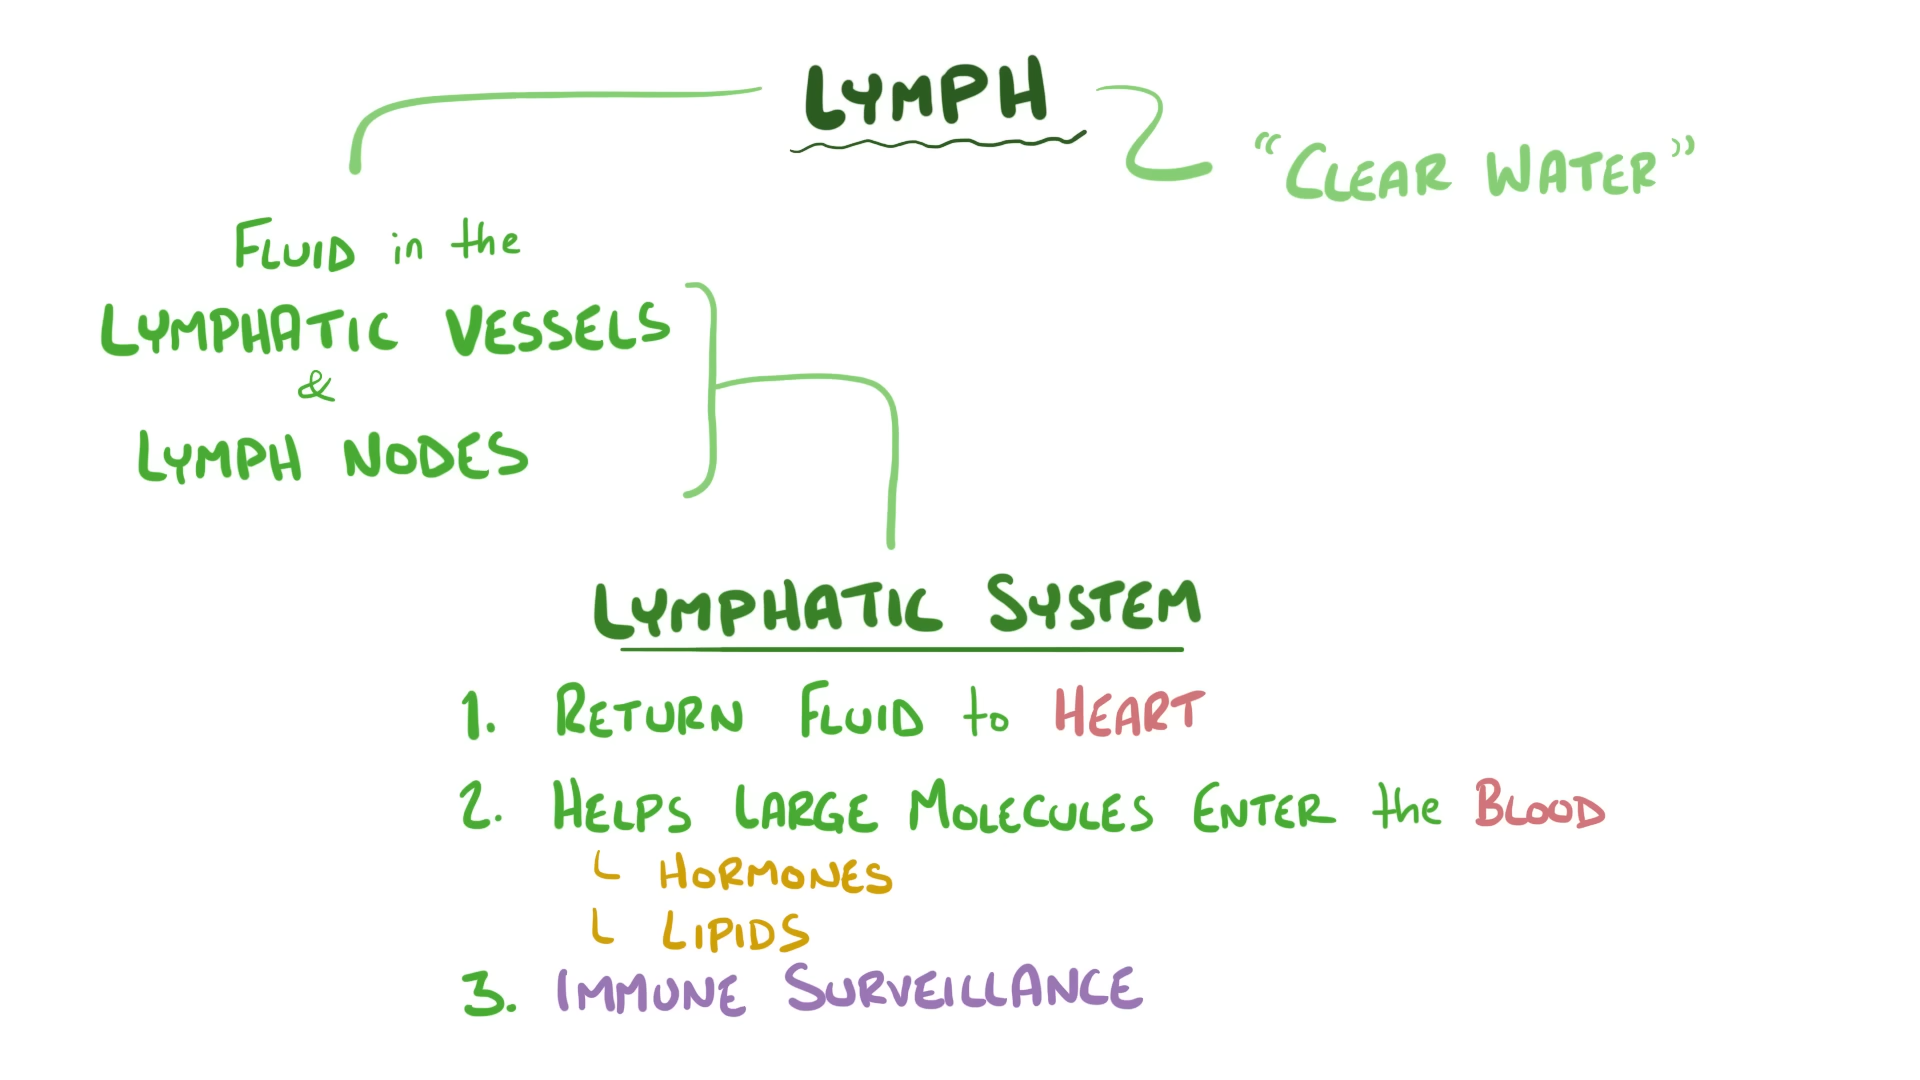 LYMPH
"CLEAR WATER"
FLUID in the
LYMPHATIC VESSELS
&
LYMPH NODES
LYMPHATIC SYSTEM
1. RETURN FLUID to HEART
2. HELPS LARGE MOLECULES ENTER the BLOOD
HORMONES
LIPIDS
3. IMMUNE SURVEILLANCE